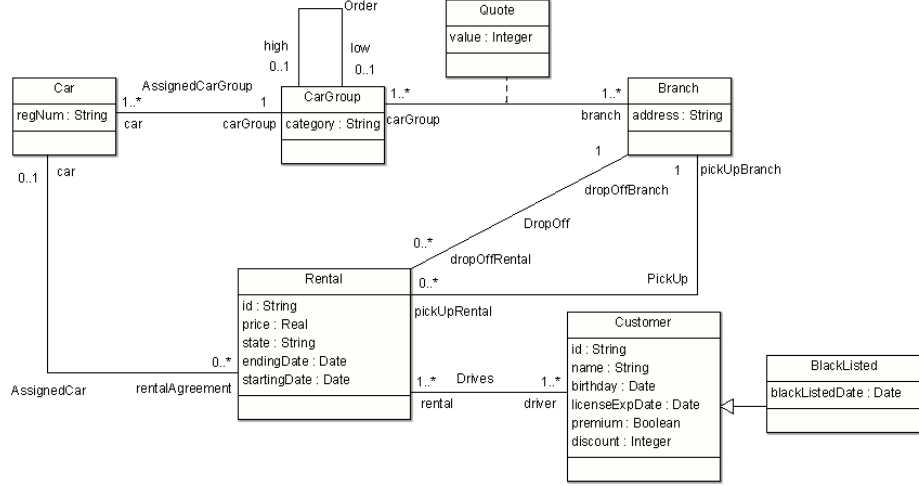 Order
high
low
0..1
0..1
Quote
value : Integer
Car
regNum : String
AssignedCarGroup
1..*
1
car
carGroup
CarGroup
category : String
1..*
1..*
carGroup
branch
Branch
address : String
0..1
car
1
dropOffBranch
1
pickUpBranch
DropOff
0..*
dropOffRental
0..*
PickUp
pickUpRental
Rental
id : String
price : Real
state : String
endingDate : Date
startingDate : Date
0..*
AssignedCar
rentalAgreement
1..*
Drives
1..*
rental
driver
Customer
id : String
name : String
birthday : Date
licenseExpDate : Date
premium : Boolean
discount : Integer
BlackListed
blackListedDate : Date